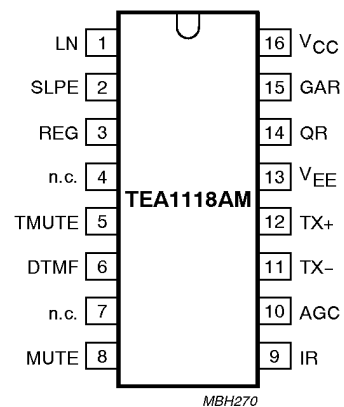 LN 1 16 VCC
SLPE 2 15 GAR
REG 3 14 QR
n.c. 4 13 VEE
TEA1118AM
TMUTE 5 12 TX+
DTMF 6 11 TX−
n.c. 7 10 AGC
MUTE 8 9 IR
MBH270